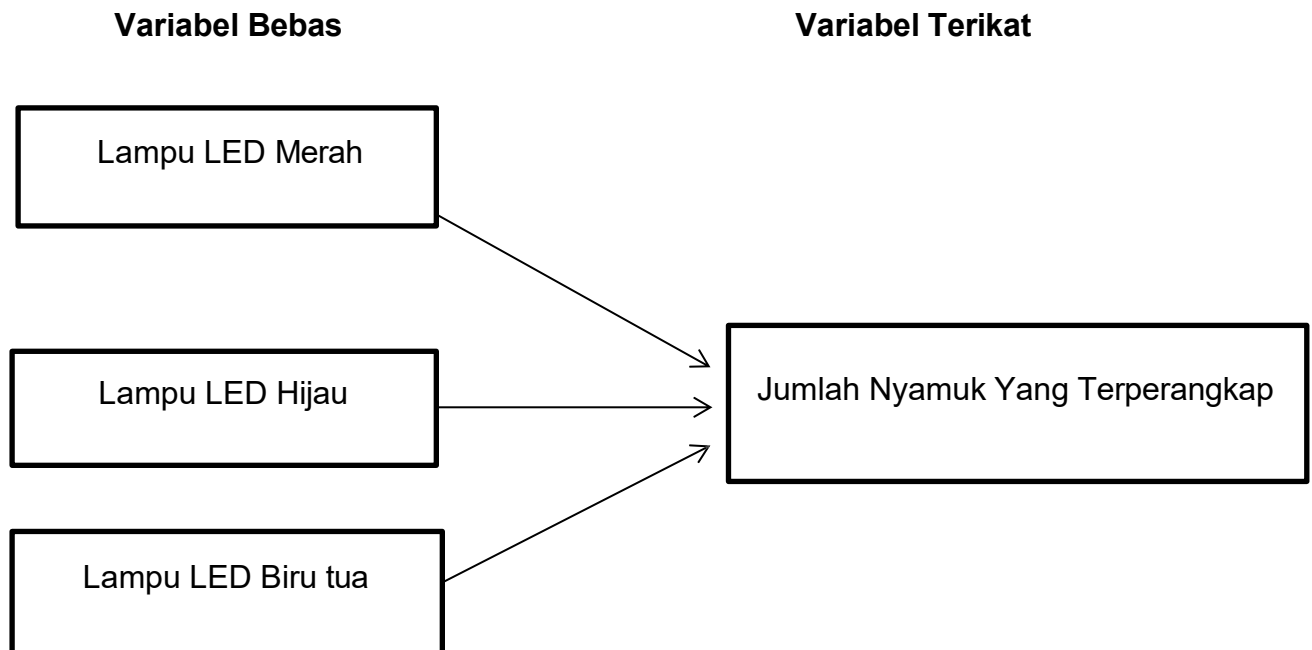 Variabel Bebas
Variabel Terikat
Lampu LED Merah
Lampu LED Hijau
Jumlah Nyamuk Yang Terperangkap
Lampu LED Biru tua